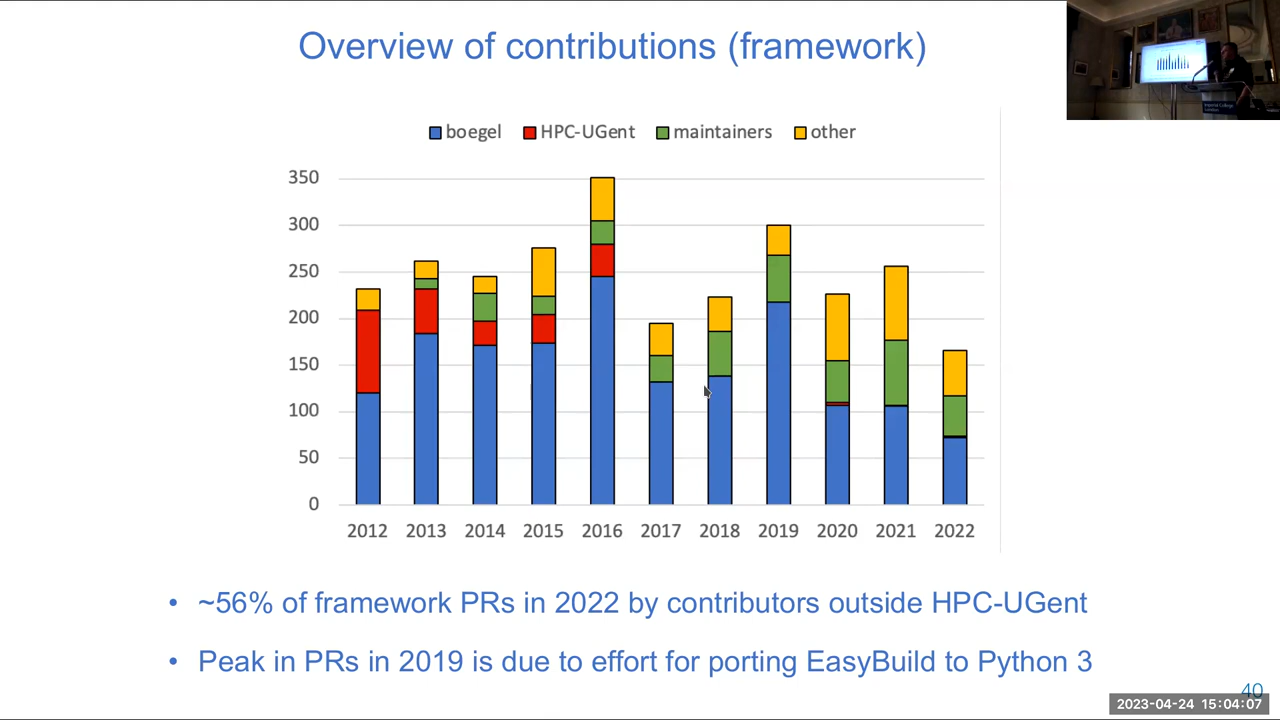 Overview of contributions (framework)
boegel HPC-UGent maintainers other
350
300
250
200
150
100
50
0
2012 2013 2014 2015 2016 2017 2018 2019 2020 2021 2022
• ~56% of framework PRs in 2022 by contributors outside HPC-UGent
• Peak in PRs in 2019 is due to effort for porting EasyBuild to Python 3
40
2023-04-24 15:04:07
Imperial College
London